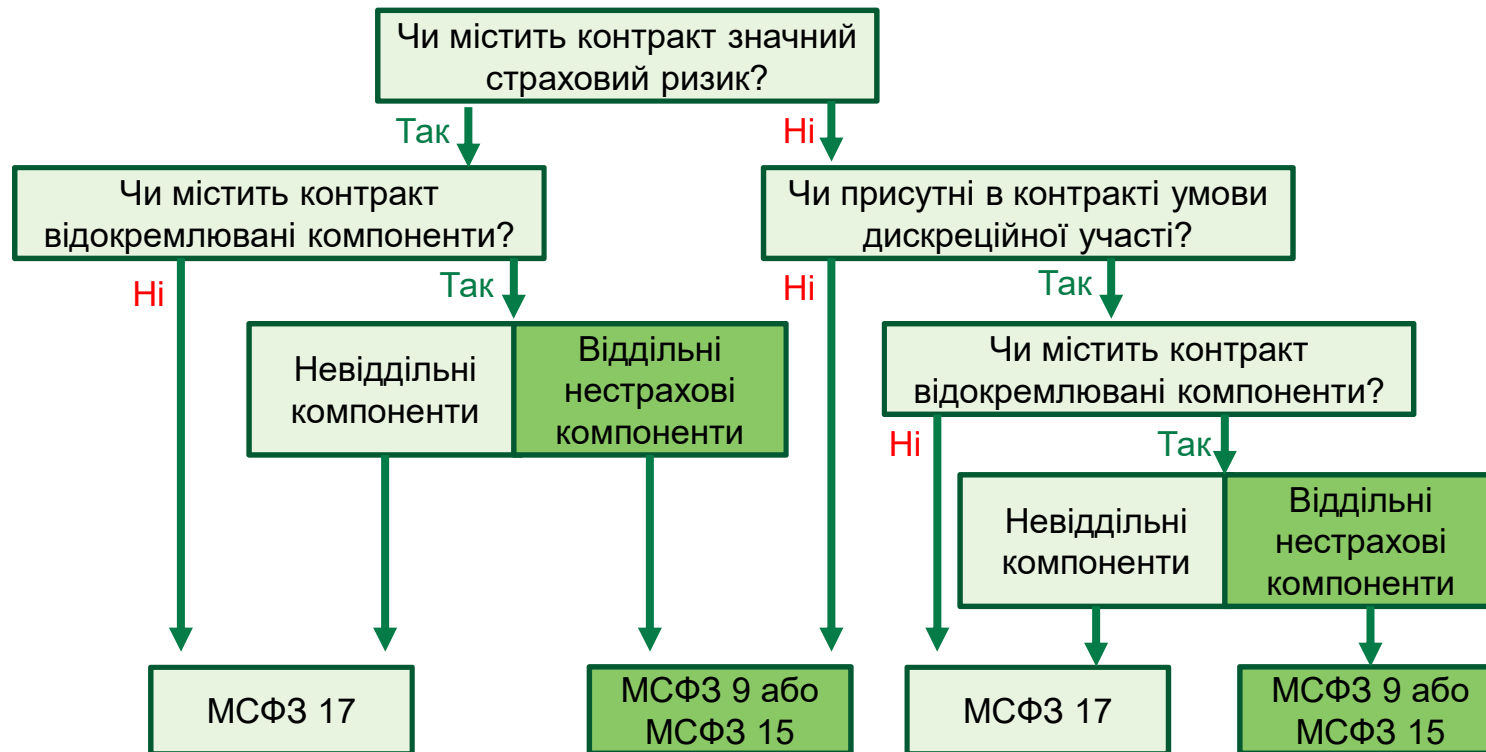 Чи містить контракт значний
страховий ризик?
Так
Ні
Чи містить контракт
відокремлювані компоненти?
Чи присутні в контракті умови
дискреційної участі?
Ні
Так
Ні
Так
Невіддільні
компоненти
Віддільні
нестрахові
компоненти
Чи містить контракт
відокремлювані компоненти?
Ні
Так
Невіддільні
компоненти
Віддільні
нестрахові
компоненти
МСФЗ 17
МСФЗ 9 або
МСФЗ 15
МСФЗ 17
МСФЗ 9 або
МСФЗ 15